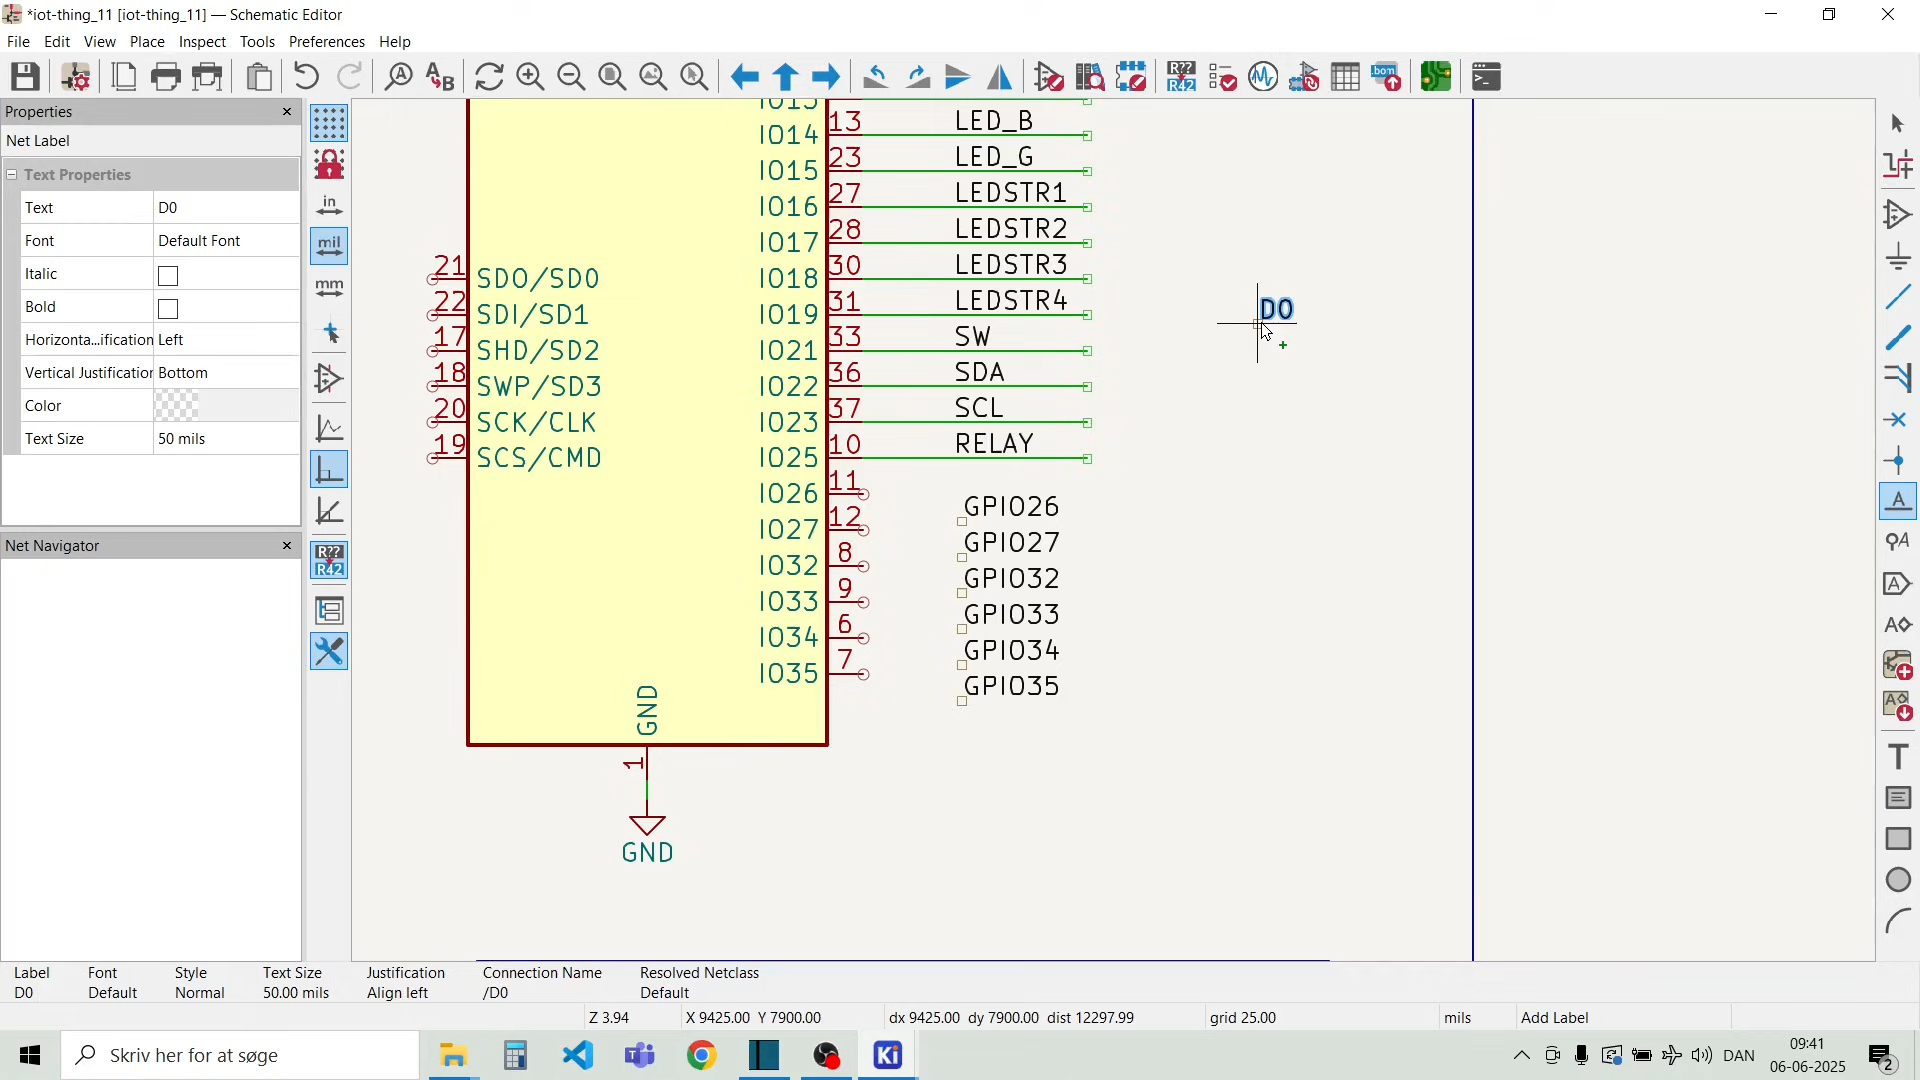 *iot-thing_11 [iot-thing_11] — Schematic Editor
File Edit View Place Inspect Tools Preferences Help
Properties
Net Label
Text Properties
Text D0
Font Default Font
Italic
Bold
Horizonta...ification Left
Vertical Justification Bottom
Color
Text Size 50 mils
Net Navigator
in
mil
mm
R??
R42
IO13
IO14 13 LED_B
IO15 23 LED_G
IO16 27 LEDSTR1
IO17 28 LEDSTR2
21 SDO/SD0 IO18 30 LEDSTR3
22 SDI/SD1 IO19 31 LEDSTR4
17 SHD/SD2 IO21 33 SW
18 SWP/SD3 IO22 36 SDA
20 SCK/CLK IO23 37 SCL
19 SCS/CMD IO25 10 RELAY
IO26 11 GPIO26
IO27 12 GPIO27
IO32 8 GPIO32
IO33 9 GPIO33
IO34 6 GPIO34
IO35 7 GPIO35
GND
1
GND
D0
Label Font Style Text Size Justification Connection Name Resolved Netclass
D0 Default Normal 50.00 mils Align left /D0 Default
Z 3.94 X 9425.00 Y 7900.00 dx 9425.00 dy 7900.00 dist 12297.99 grid 25.00 mils Add Label
Skriv her for at søge
DAN
09:41
06-06-2025
2